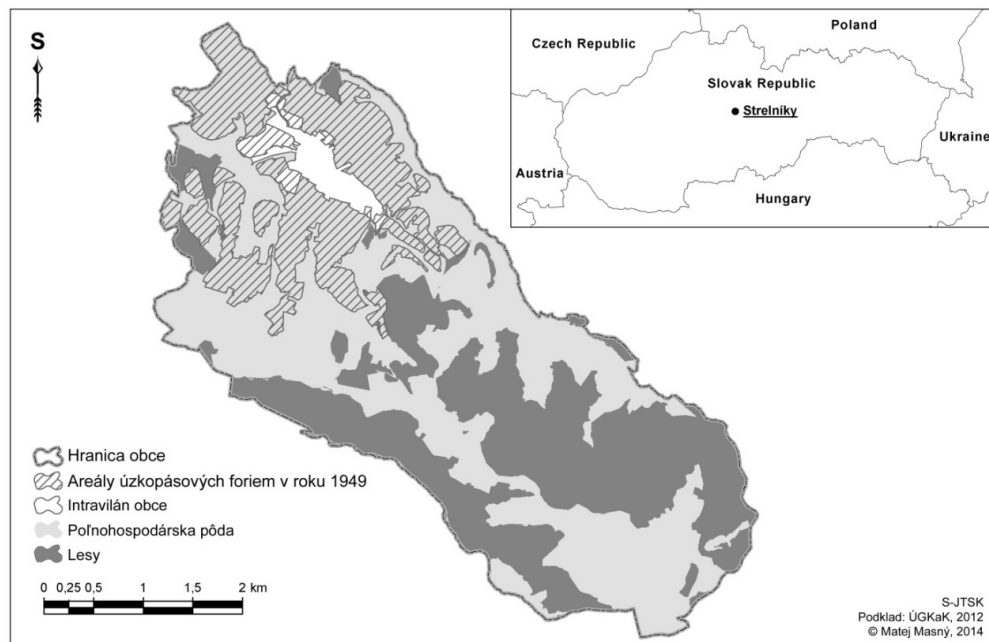 S
Czech Republic
Poland
Slovak Republic
Strelníky
Ukraine
Austria
Hungary
Hranica obce
Areály úzkopásových foriem v roku 1949
Intravilán obce
Poľnohospodárska pôda
Lesy
0 0,25 0,5 1 1,5 2 km
S-JTSK
Podklad: ÚGKaK, 2012
© Matej Masný, 2014